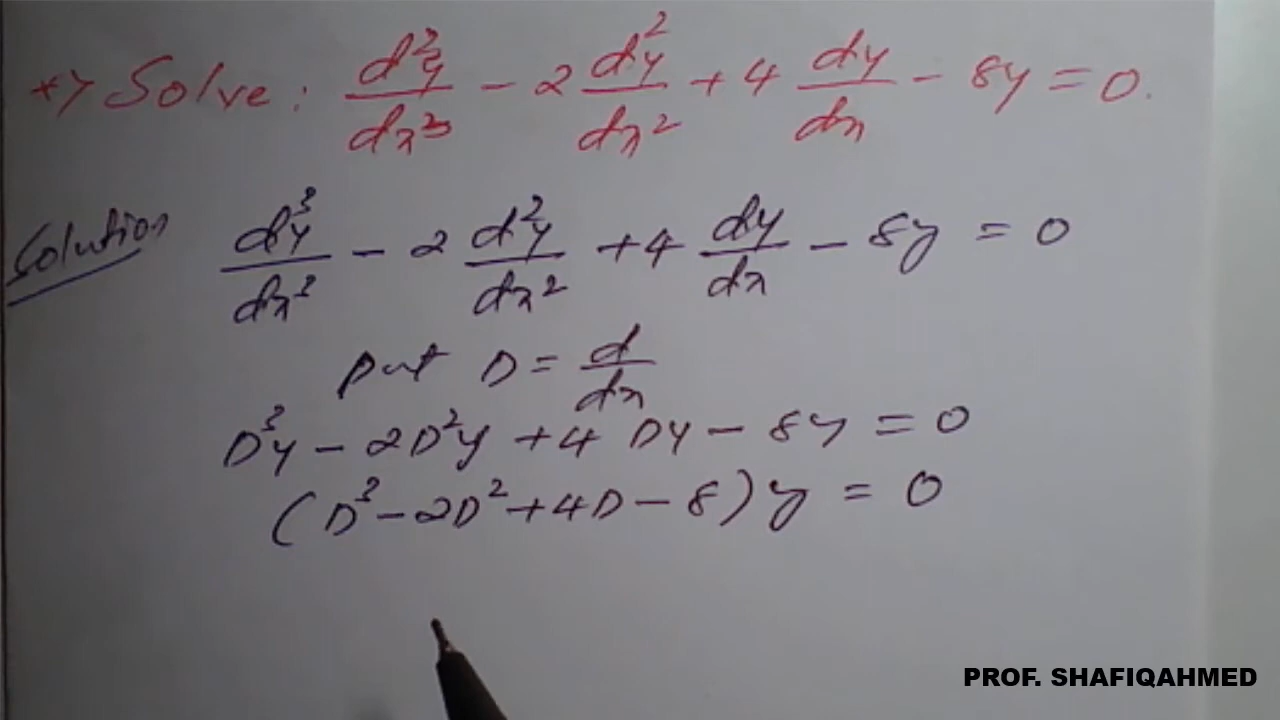 *> Solve: d³y/dx³ - 2 d²y/dx² + 4 dy/dx - 8y = 0.
Solution d³y/dx³ - 2 d²y/dx² + 4 dy/dx - 8y = 0
put D = d/dx
D³y - 2D²y + 4 Dy - 8y = 0
(D³ - 2D² + 4D - 8) y = 0
PROF. SHAFIQAHMED